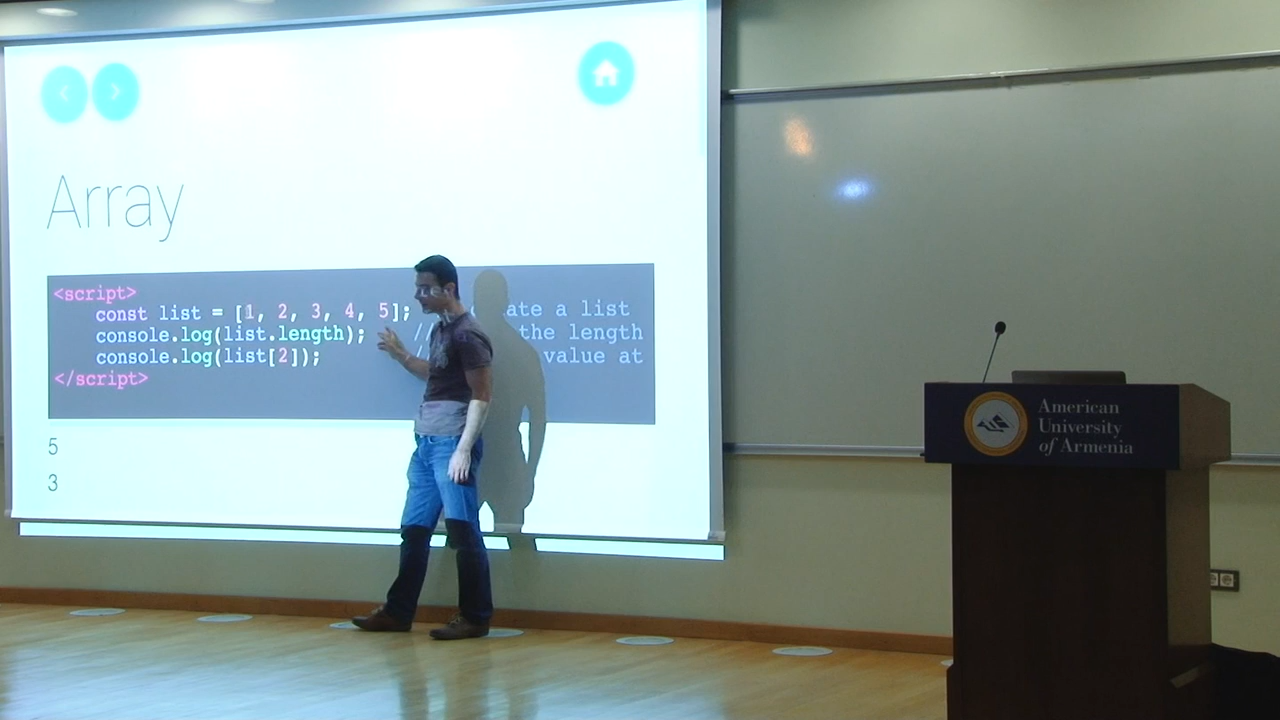 Array
<script>
const list = [1, 2, 3, 4, 5]; a list
console.log(list.length); // the length
console.log(list[2]); value at
</script>
5
3
American
University
of Armenia